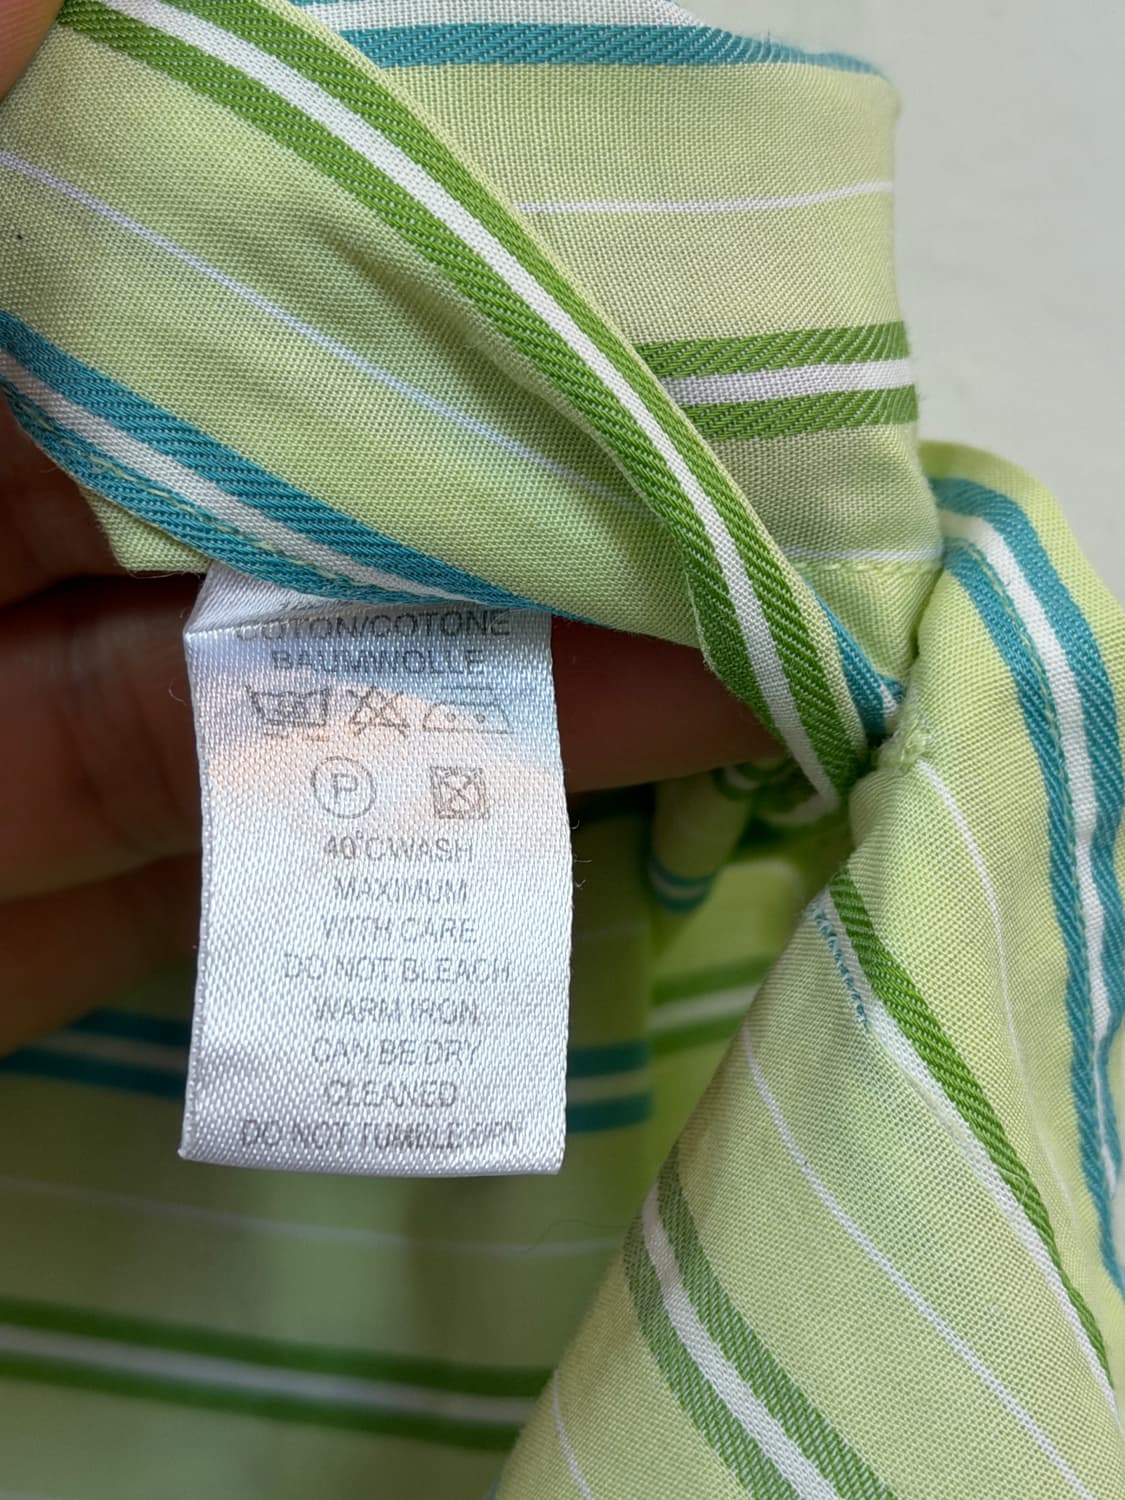 COTON/COTONE
BAUMWOLLE
P
40°C WASH
MAXIMUM
WITH CARE
DO NOT BLEACH
WARM IRON
CAN BE DRY
CLEANED
DO NOT TUMBLE DRY